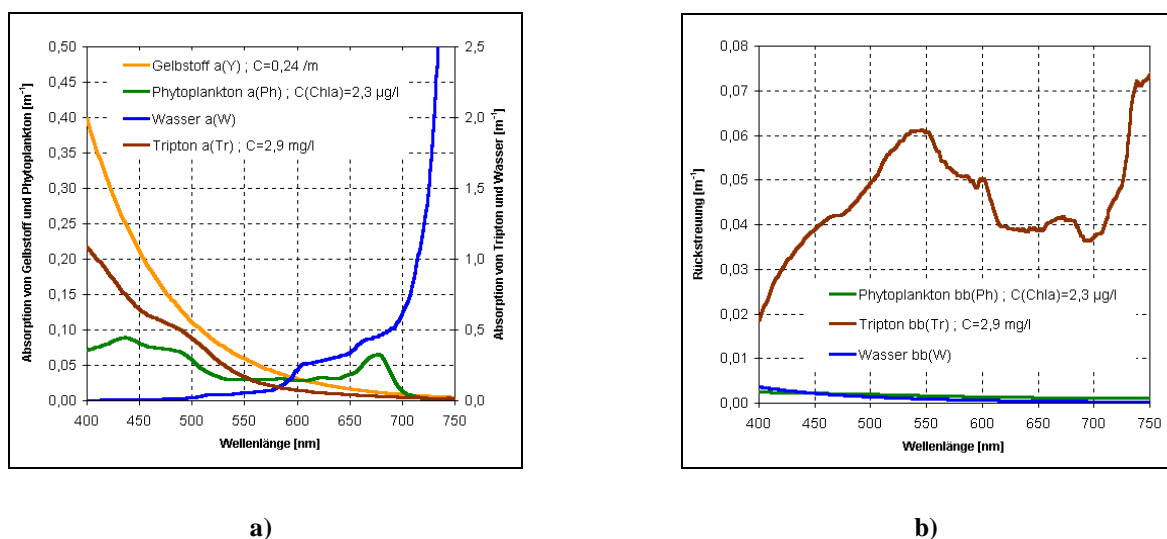 0,50
0,45
0,40
0,35
0,30
0,25
0,20
0,15
0,10
0,05
0,00
Absorption von Gelbstoff und Phytoplankton [m-1]
Gelbstoff a(Y) ; C=0,24 /m
Phytoplankton a(Ph) ; C(Chla)=2,3 µg/l
Wasser a(W)
Tripton a(Tr) ; C=2,9 mg/l
2,5
2,0
1,5
1,0
0,5
0,0
Absorption von Tripton und Wasser [m-1]
400 450 500 550 600 650 700 750
Wellenlänge [nm]
a)
0,08
0,07
0,06
0,05
0,04
0,03
0,02
0,01
0,00
Rückstreuung [m-1]
Phytoplankton bb(Ph) ; C(Chla)=2,3 µg/l
Tripton bb(Tr) ; C=2,9 mg/l
Wasser bb(W)
400 450 500 550 600 650 700 750
Wellenlänge [nm]
b)